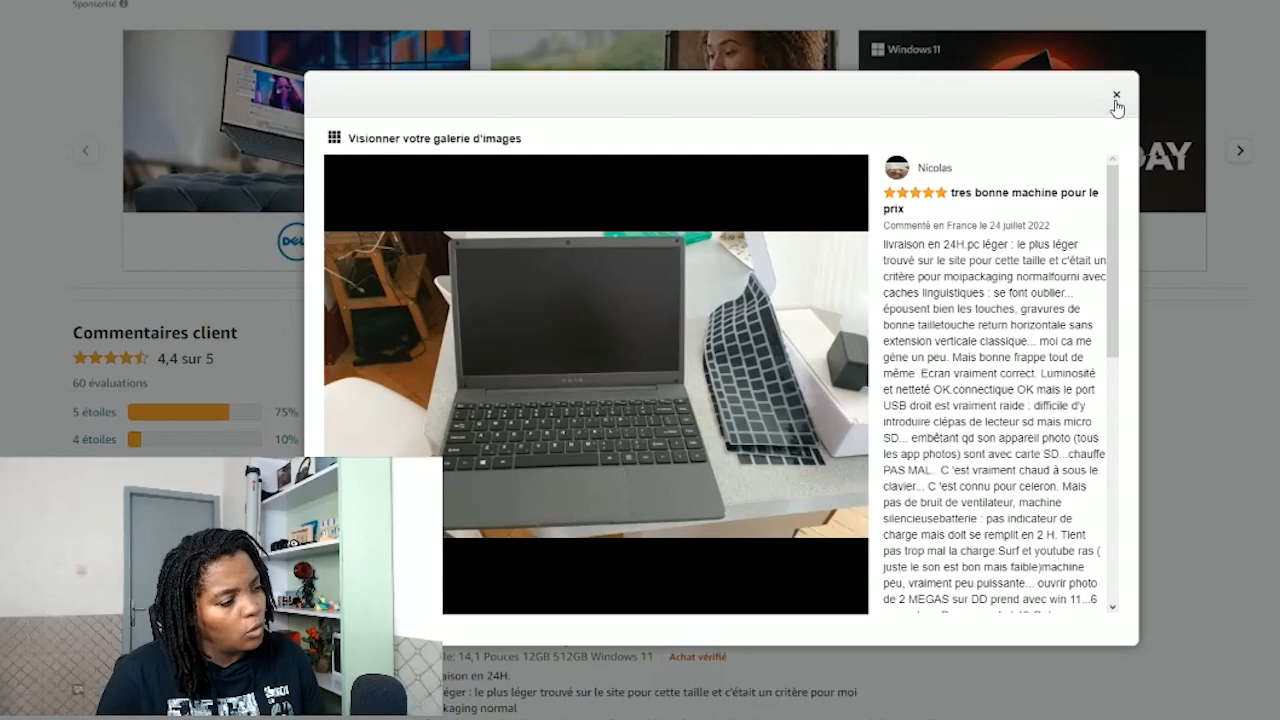 Sponsorisé
Windows 11
DAY
DELL
×
Visionner votre galerie d'images
Nicolas
tres bonne machine pour le
prix
Commenté en France le 24 juillet 2022
livraison en 24H.pc léger : le plus léger
trouvé sur le site pour cette taille et c'était un
critère pour moipackaging normalfourni avec
caches linguistiques : se font oublier...
épousent bien les touches, gravures de
bonne tailletouche return horizontale sans
extension verticale classique... moi ca me
gène un peu. Mais bonne frappe tout de
même .Ecran vraiment correct. Luminosité
et netteté OK.connectique OK mais le port
USB droit est vraiment raide : difficile d'y
introduire clépas de lecteur sd mais micro
SD... embêtant qd son appareil photo (tous
les app photos) sont avec carte SD...chauffe
PAS MAL.. C 'est vraiment chaud à sous le
clavier... C 'est connu pour celeron. Mais
pas de bruit de ventilateur, machine
silencieusebatterie : pas indicateur de
charge mais doit se remplit en 2 H. Tient
pas trop mal la charge.Surf et youtube ras (
juste le son est bon mais faible)machine
peu, vraiment peu puissante... ouvrir photo
de 2 MEGAS sur DD prend avec win 11...6
Commentaires client
4,4 sur 5
60 évaluations
5 étoiles 75%
4 étoiles 10%
le: 14,1 Pouces 12GB 512GB Windows 11 | Achat vérifié
aison en 24H.
éger : le plus léger trouvé sur le site pour cette taille et c'était un critère pour moi
kaging normal